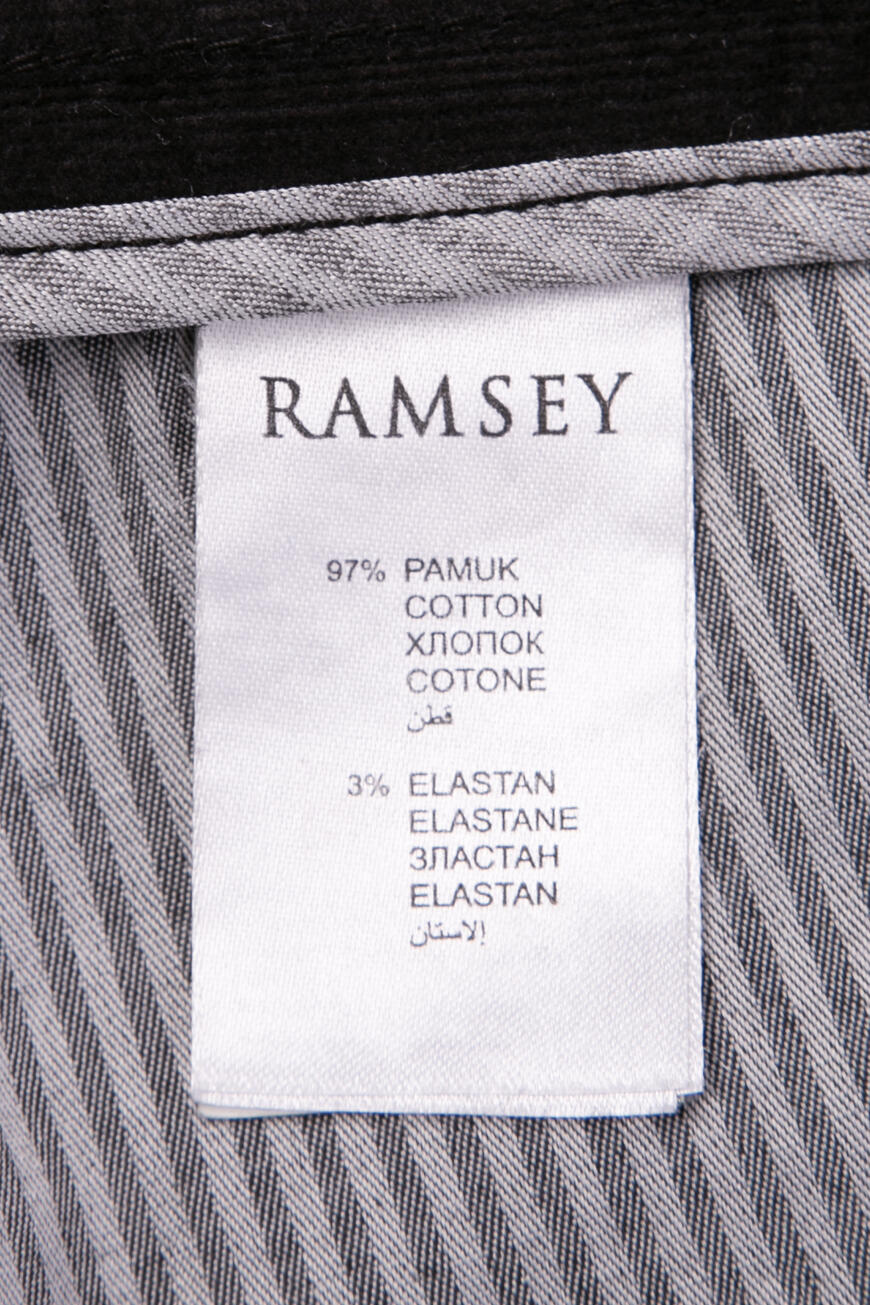 RAMSEY
97% PAMUK
COTTON
ХЛОПОК
COTONE
قطن
3% ELASTAN
ELASTANE
ЗЛАСТАН
ELASTAN
إلاستان